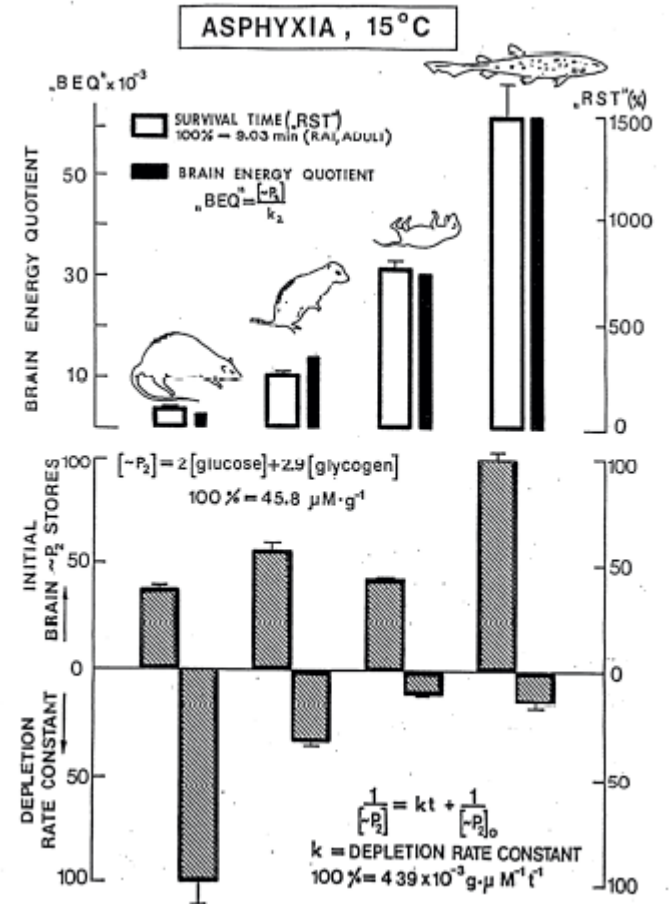 ASPHYXIA , 15°C
„BEQ"x10⁻³
„RST"(%)
SURVIVAL TIME („RST")
100% = 9.03 min (RAT, ADULT)
BRAIN ENERGY QUOTIENT
„BEQ" = [~P₂] / k₂
BRAIN ENERGY QUOTIENT
50
30
10
1500
1000
500
0
[~P₂] = 2 [glucose] + 2.9 [glycogen]
100 % = 45.8 µM·g⁻¹
INITIAL
BRAIN ~P₂ STORES
100
50
0
50
100
100
50
0
50
100
DEPLETION
RATE CONSTANT
1 / [~P₂] = kt + 1 / [~P₂]₀
k = DEPLETION RATE CONSTANT
100 % = 4 39 x10⁻³ g·µ M⁻¹ t⁻¹